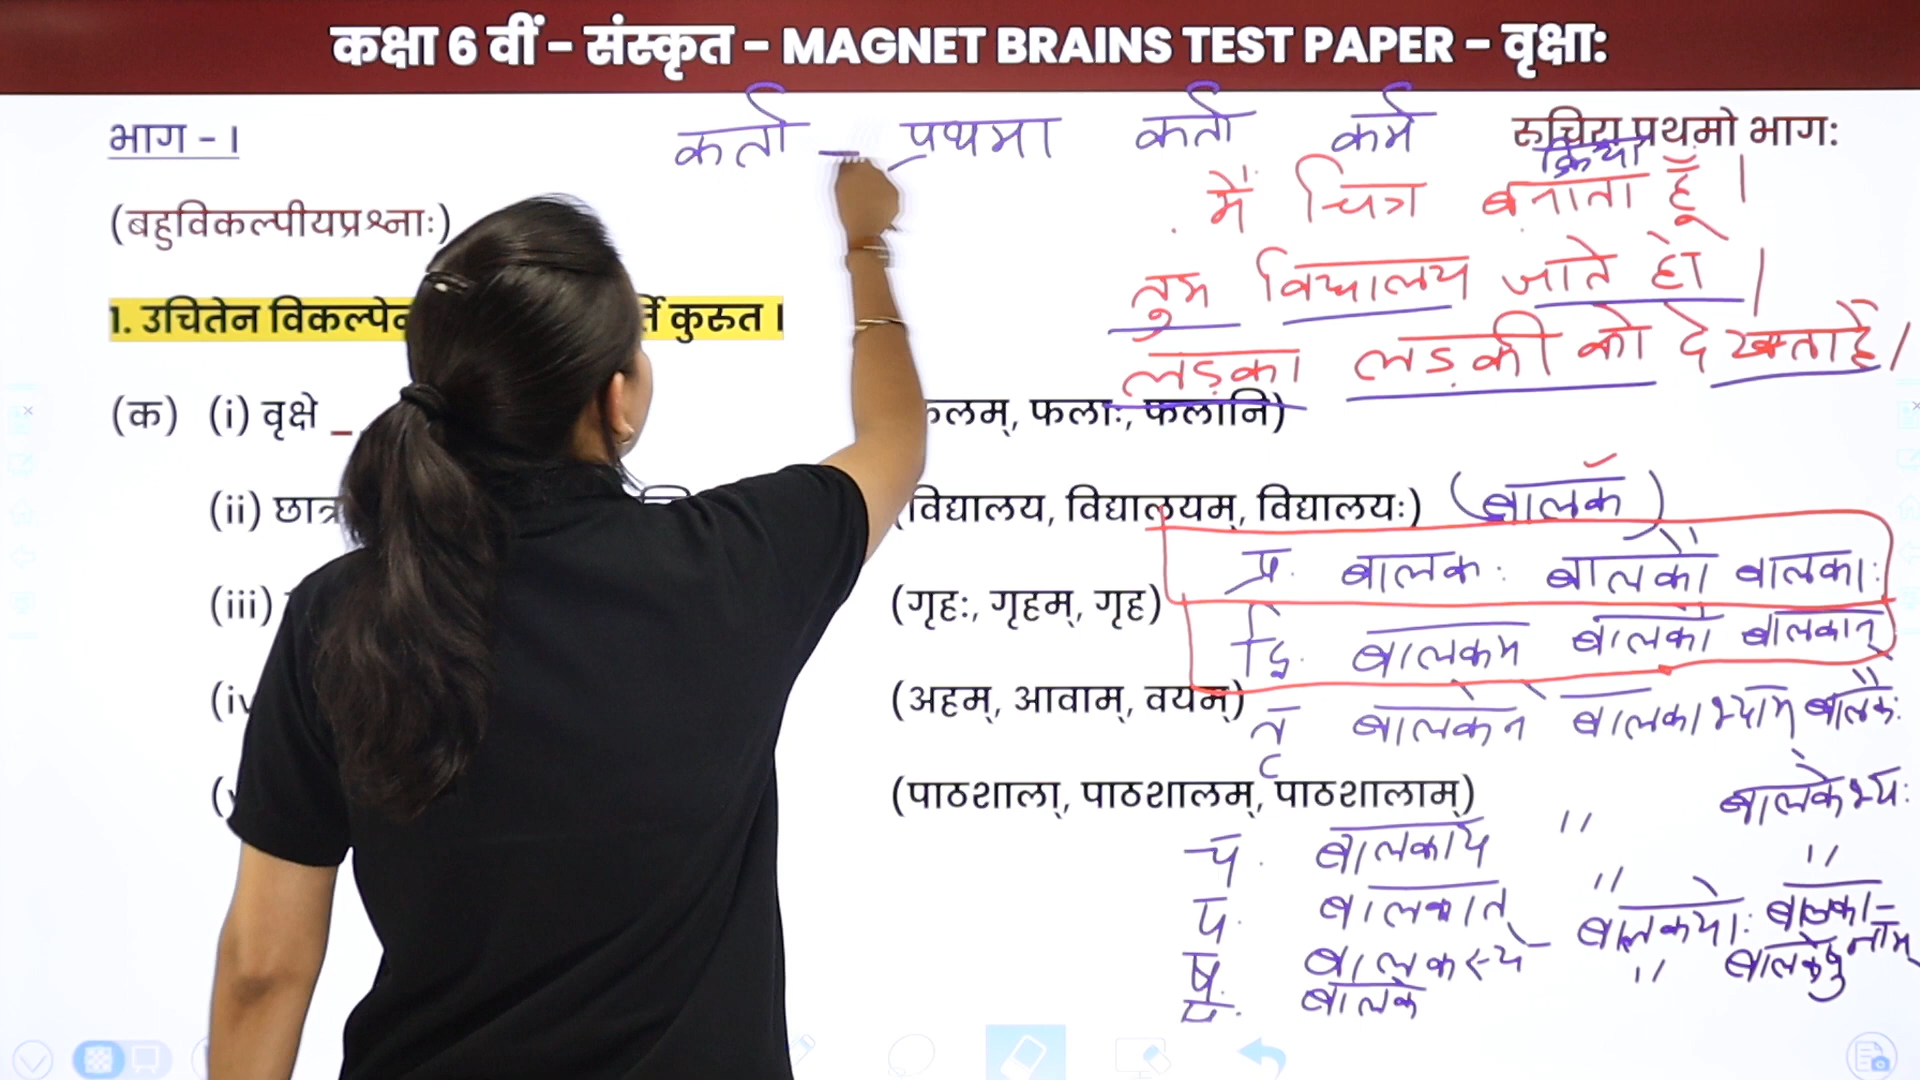 कक्षा 6 वीं – संस्कृत – MAGNET BRAINS TEST PAPER – वृक्षाः
भाग – I
कर्ता – प्रथमा कर्ता कर्म
रुचिरा प्रथमो भागः
क्रिया
मैं चित्र बनाता हूँ।
(बहुविकल्पीयप्रश्नाः)
तुम विद्यालय जाते हो।
1. उचितेन र्ति कुरुत।
लड़का लड़की को देखता है।
(क) (i) वृक्षे _ फलाः, फलानि)
(ii) (विद्यालय, विद्यालयम्, विद्यालयः) (बालक)
प्र. बालकः बालकौ बालकाः
(iii) (गृहः, गृहम्, गृह)
द्वि. बालकम बालकौ बालकान्
(अहम्, आवाम्, वयम्)
तृ बालकेन बालकाभ्याम् बालकैः
(पाठशाला, पाठशालम्, पाठशालाम्)
बालकेभ्यः
च. बालकाय "
प. बालकात् " "
ष. बालकस्य – बालकयोः बालकानाम्
बालके " बालकेषु